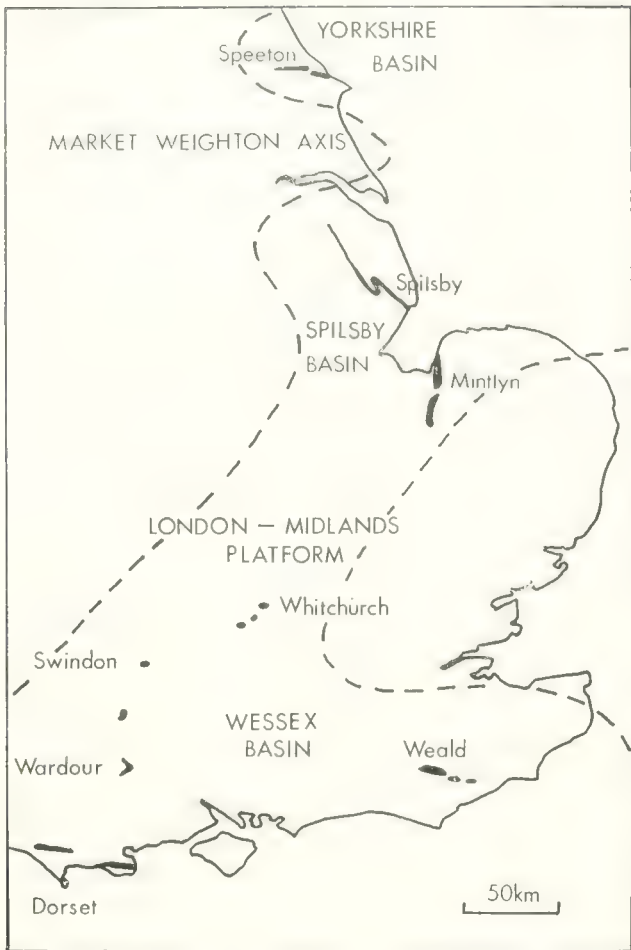 YORKSHIRE
BASIN
Speeton
MARKET WEIGHTON AXIS
Spilsby
SPILSBY
BASIN
Mintlyn
LONDON — MIDLANDS
PLATFORM
Whitchurch
Swindon
WESSEX
BASIN
Weald
Wardour
50km
Dorset